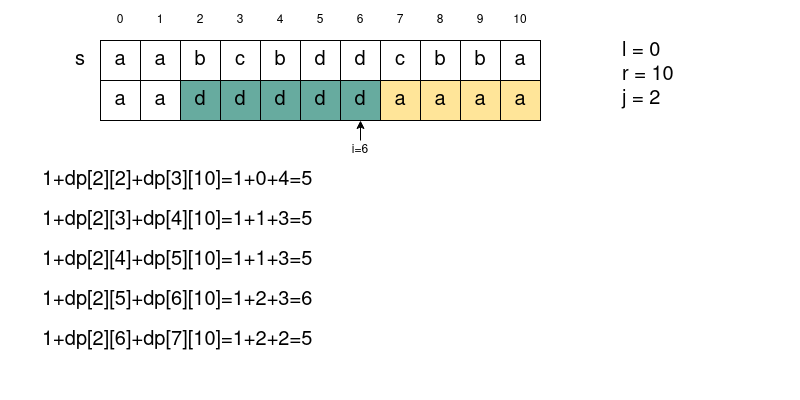 0 1 2 3 4 5 6 7 8 9 10
s a a b c b d d c b b a
a a d d d d d a a a a
i=6
l = 0
r = 10
j = 2
1+dp[2][2]+dp[3][10]=1+0+4=5
1+dp[2][3]+dp[4][10]=1+1+3=5
1+dp[2][4]+dp[5][10]=1+1+3=5
1+dp[2][5]+dp[6][10]=1+2+3=6
1+dp[2][6]+dp[7][10]=1+2+2=5